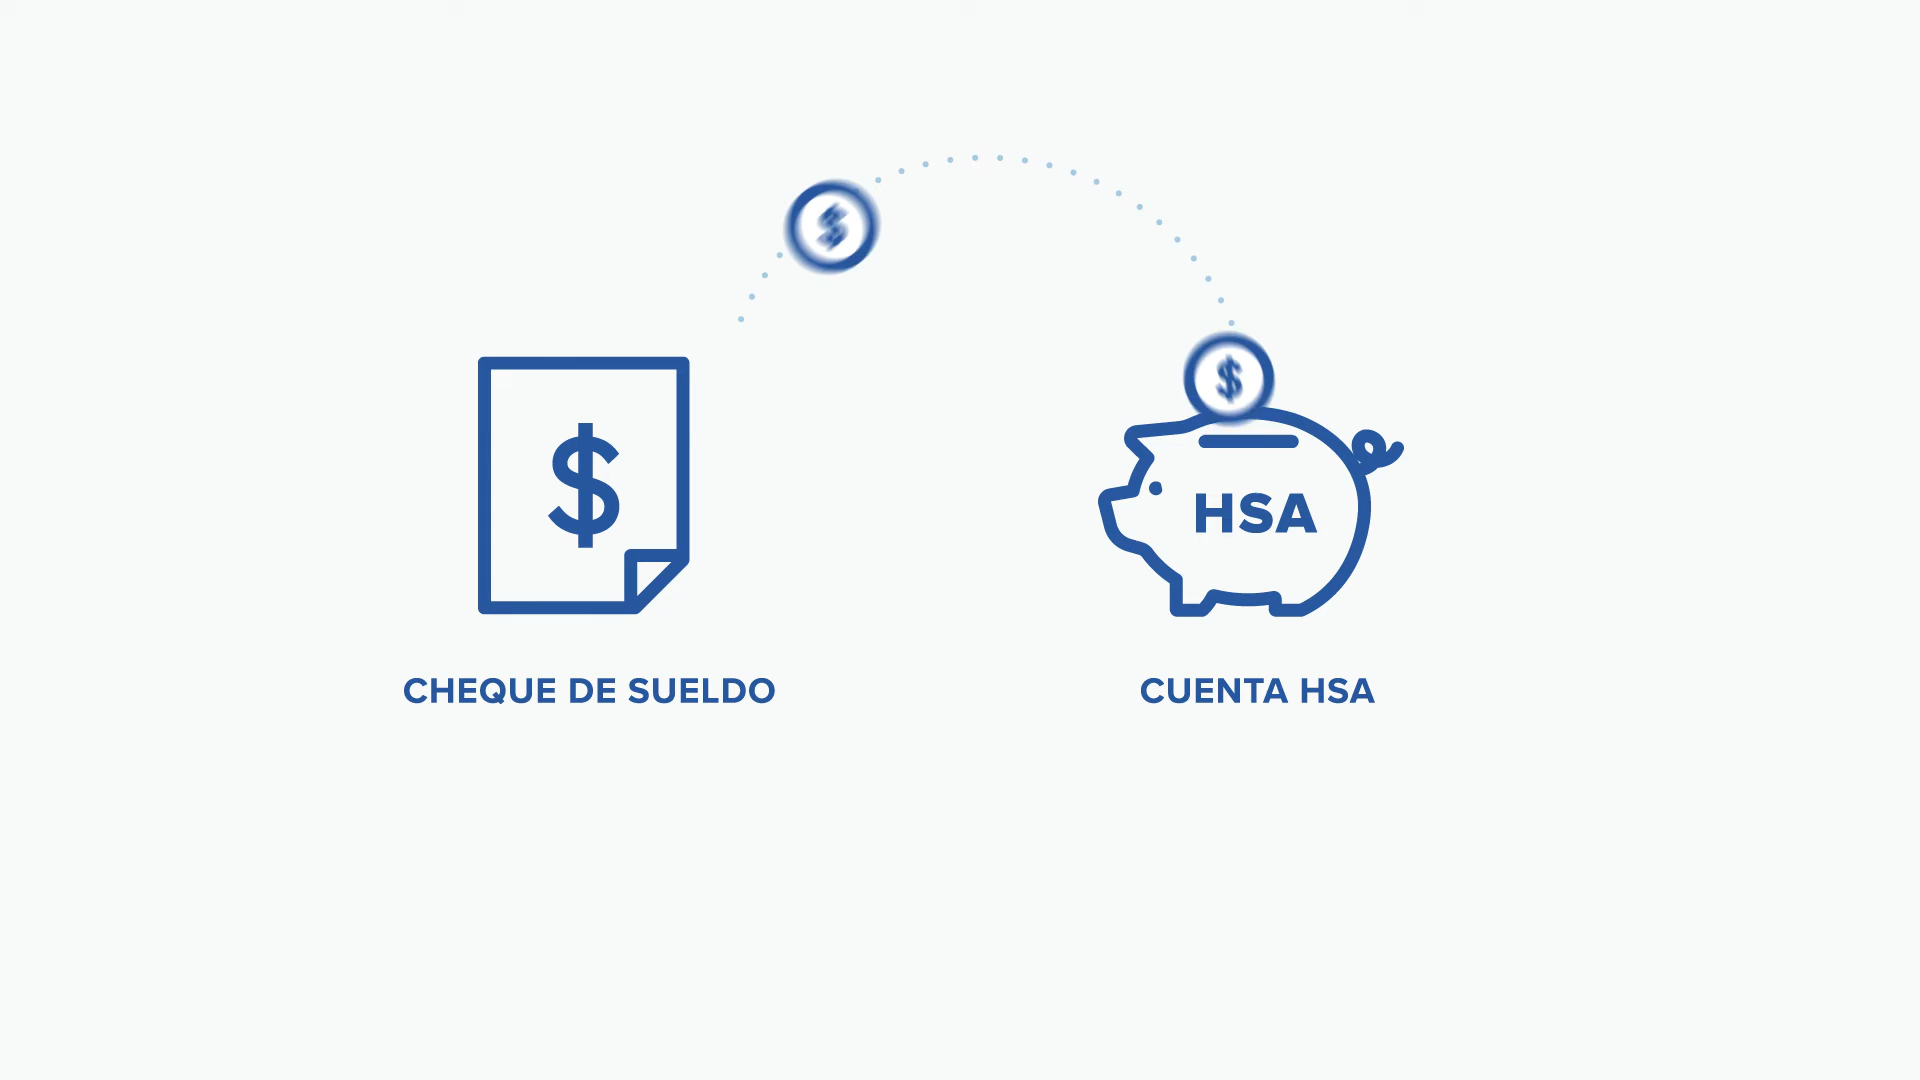 $
$
$
HSA
CHEQUE DE SUELDO
CUENTA HSA